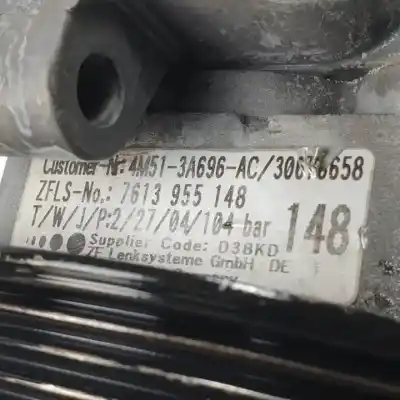 Customer-Nr: 4M51-3A696-AC/30676658
ZFLS-No.: 7613 955 148
T/W/J/P:2/27/04/104 bar 148
Supplier Code: D38KD
ZF Lenksysteme GmbH DE